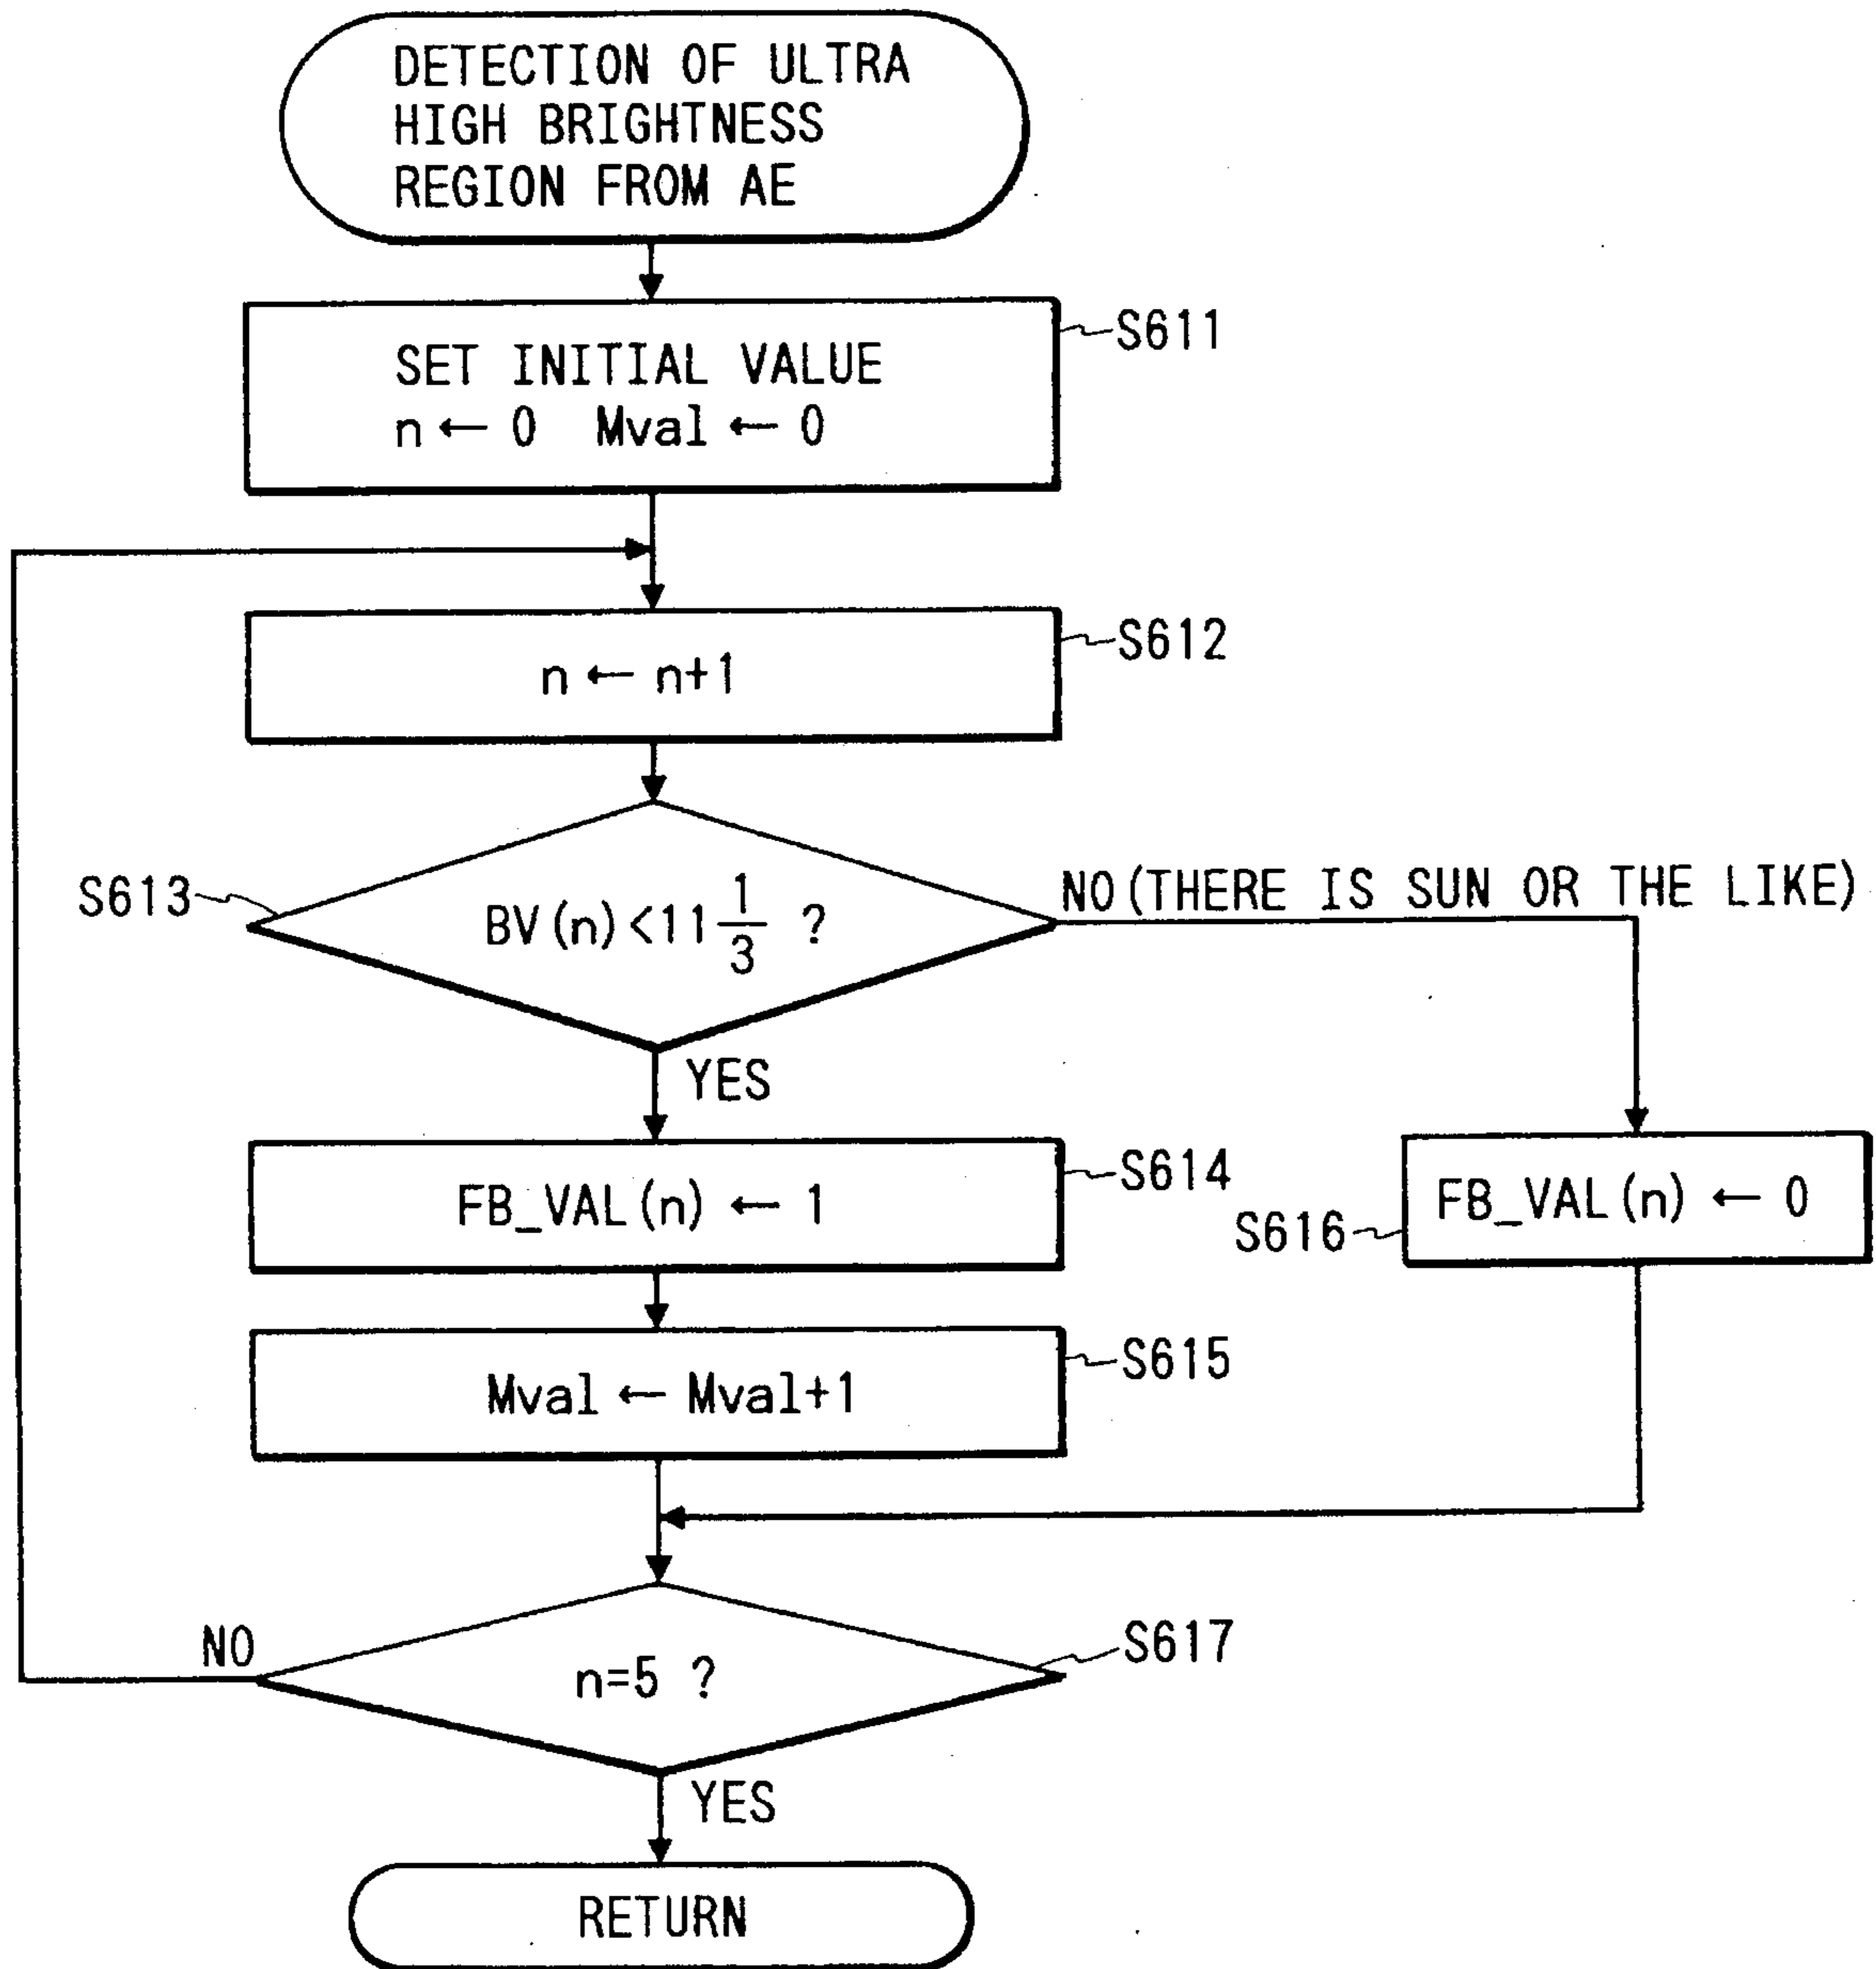 DETECTION OF ULTRA
HIGH BRIGHTNESS
REGION FROM AE
S611
SET INITIAL VALUE
n ← 0 Mval ← 0
S612
n ← n+1
S613
BV(n)<11 1/3 ?
NO(THERE IS SUN OR THE LIKE)
YES
S614
FB_VAL(n) ← 1
S616
FB_VAL(n) ← 0
S615
Mval ← Mval+1
S617
NO
n=5 ?
YES
RETURN